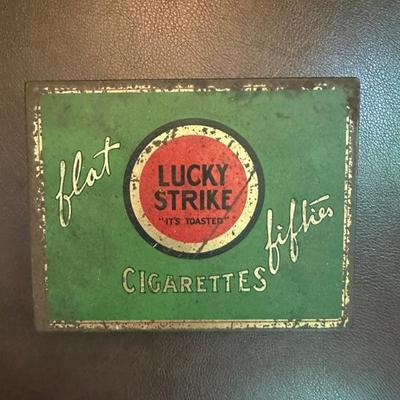 flat
LUCKY
STRIKE
"IT'S TOASTED"
fifties
CIGARETTES